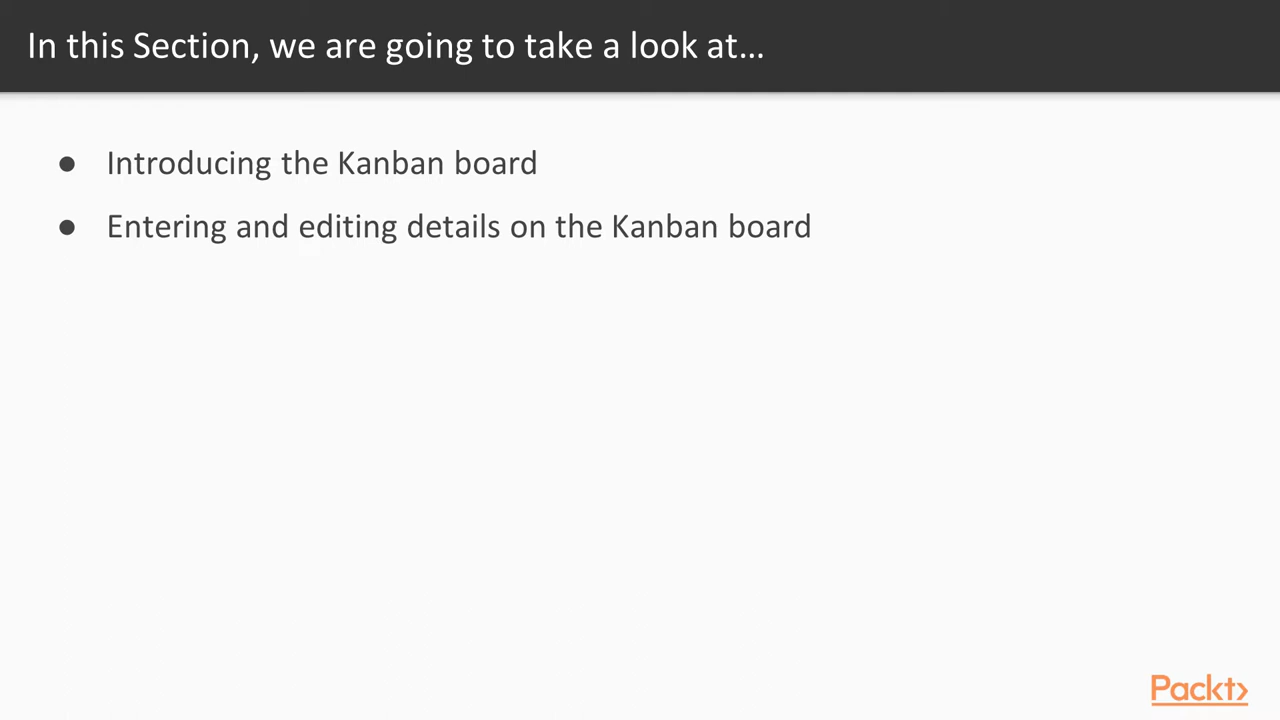 In this Section, we are going to take a look at...
● Introducing the Kanban board
● Entering and editing details on the Kanban board
Packt>